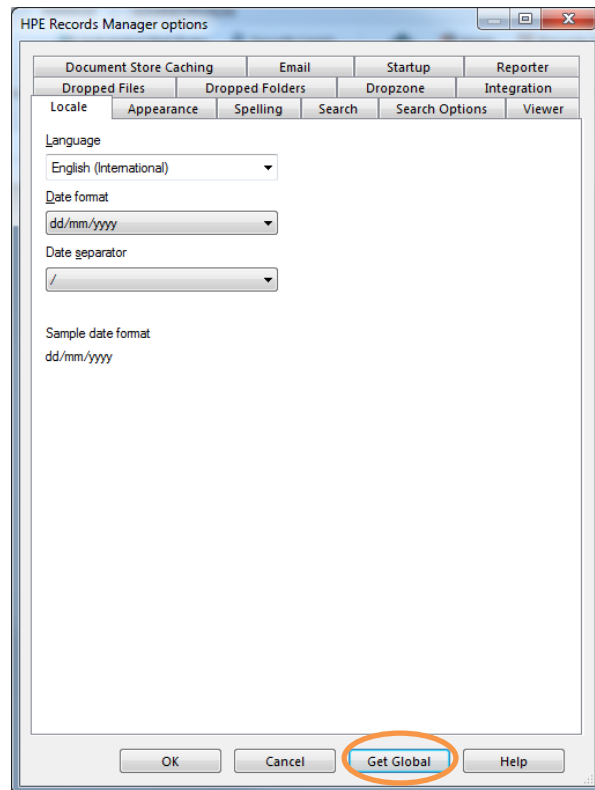 HPE Records Manager options
Document Store Caching Email Startup Reporter
Dropped Files Dropped Folders Dropzone Integration
Locale Appearance Spelling Search Search Options Viewer
Language
English (International)
Date format
dd/mm/yyyy
Date separator
/
Sample date format
dd/mm/yyyy
OK Cancel Get Global Help